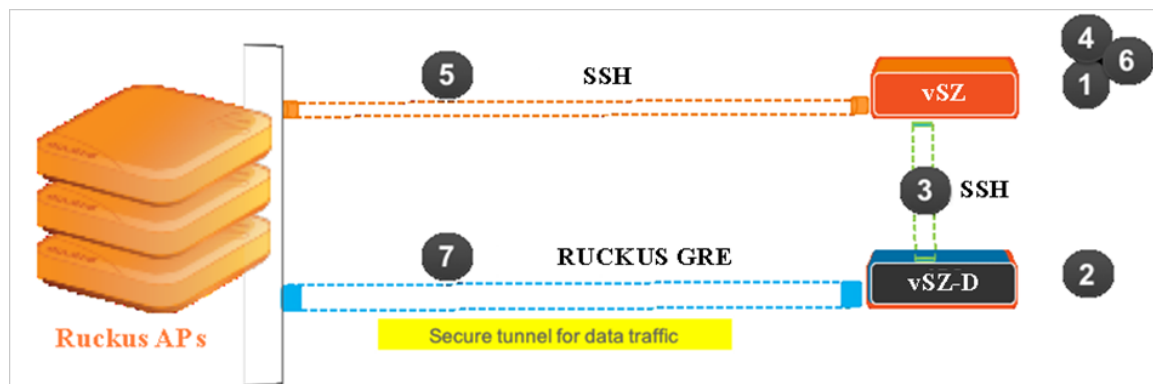 4
6
5
SSH
vSZ
1
3
SSH
7
RUCKUS GRE
vSZ-D
2
Secure tunnel for data traffic
Ruckus APs